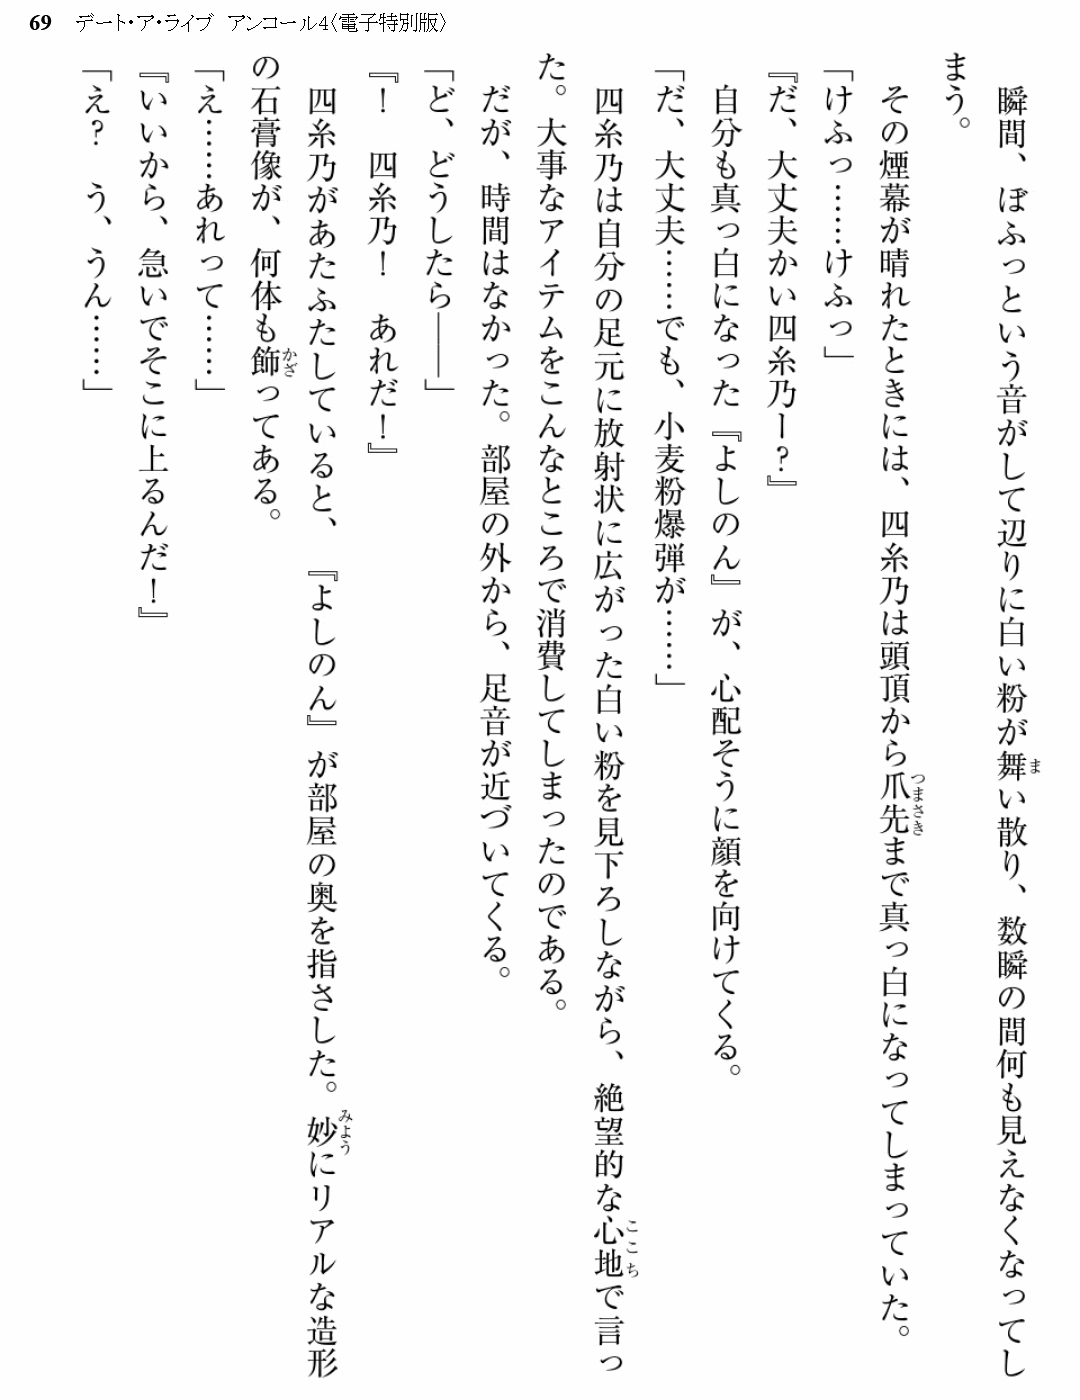 69 デート・ア・ライブ アンコール4〈電子特別版〉
瞬間、ぼふっという音がして辺りに白い粉が舞い散り、数瞬の間何も見えなくなってし
まう。
その煙幕が晴れたときには、四糸乃は頭頂から爪先まで真っ白になってしまっていた。
「けふっ……けふっ」
『だ、大丈夫かい四糸乃ー?』
自分も真っ白になった『よしのん』が、心配そうに顔を向けてくる。
「だ、大丈夫……でも、小麦粉爆弾が……」
四糸乃は自分の足元に放射状に広がった白い粉を見下ろしながら、絶望的な心地で言っ
た。大事なアイテムをこんなところで消費してしまったのである。
だが、時間はなかった。部屋の外から、足音が近づいてくる。
「ど、どうしたら――」
『! 四糸乃! あれだ!』
四糸乃があたふたしていると、『よしのん』が部屋の奥を指さした。妙にリアルな造形
の石膏像が、何体も飾ってある。
「え……あれって……」
『いいから、急いでそこに上るんだ!』
「え? う、うん……」